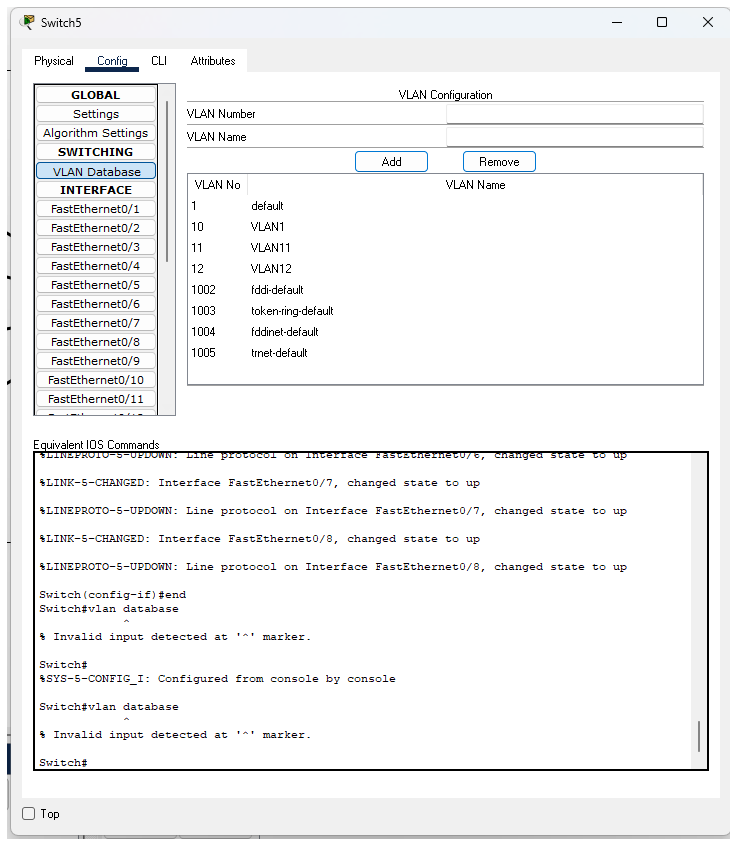 Switch5
Physical Config CLI Attributes
GLOBAL
Settings
Algorithm Settings
SWITCHING
VLAN Database
INTERFACE
FastEthernet0/1
FastEthernet0/2
FastEthernet0/3
FastEthernet0/4
FastEthernet0/5
FastEthernet0/6
FastEthernet0/7
FastEthernet0/8
FastEthernet0/9
FastEthernet0/10
FastEthernet0/11
VLAN Configuration
VLAN Number
VLAN Name
Add Remove
VLAN No VLAN Name
1 default
10 VLAN1
11 VLAN11
12 VLAN12
1002 fddi-default
1003 token-ring-default
1004 fddinet-default
1005 trnet-default
Equivalent IOS Commands
%LINEPROTO-5-UPDOWN: Line protocol on Interface FastEthernet0/6, changed state to up
%LINK-5-CHANGED: Interface FastEthernet0/7, changed state to up
%LINEPROTO-5-UPDOWN: Line protocol on Interface FastEthernet0/7, changed state to up
%LINK-5-CHANGED: Interface FastEthernet0/8, changed state to up
%LINEPROTO-5-UPDOWN: Line protocol on Interface FastEthernet0/8, changed state to up
Switch(config-if)#end
Switch#vlan database
^
% Invalid input detected at '^' marker.
Switch#
%SYS-5-CONFIG_I: Configured from console by console
Switch#vlan database
^
% Invalid input detected at '^' marker.
Switch#
Top